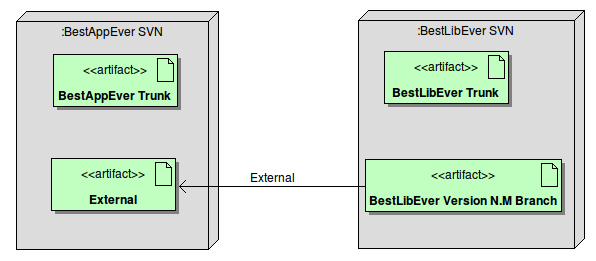 :BestAppEver SVN
<<artifact>>
BestAppEver Trunk
<<artifact>>
External
External
:BestLibEver SVN
<<artifact>>
BestLibEver Trunk
<<artifact>>
BestLibEver Version N.M Branch